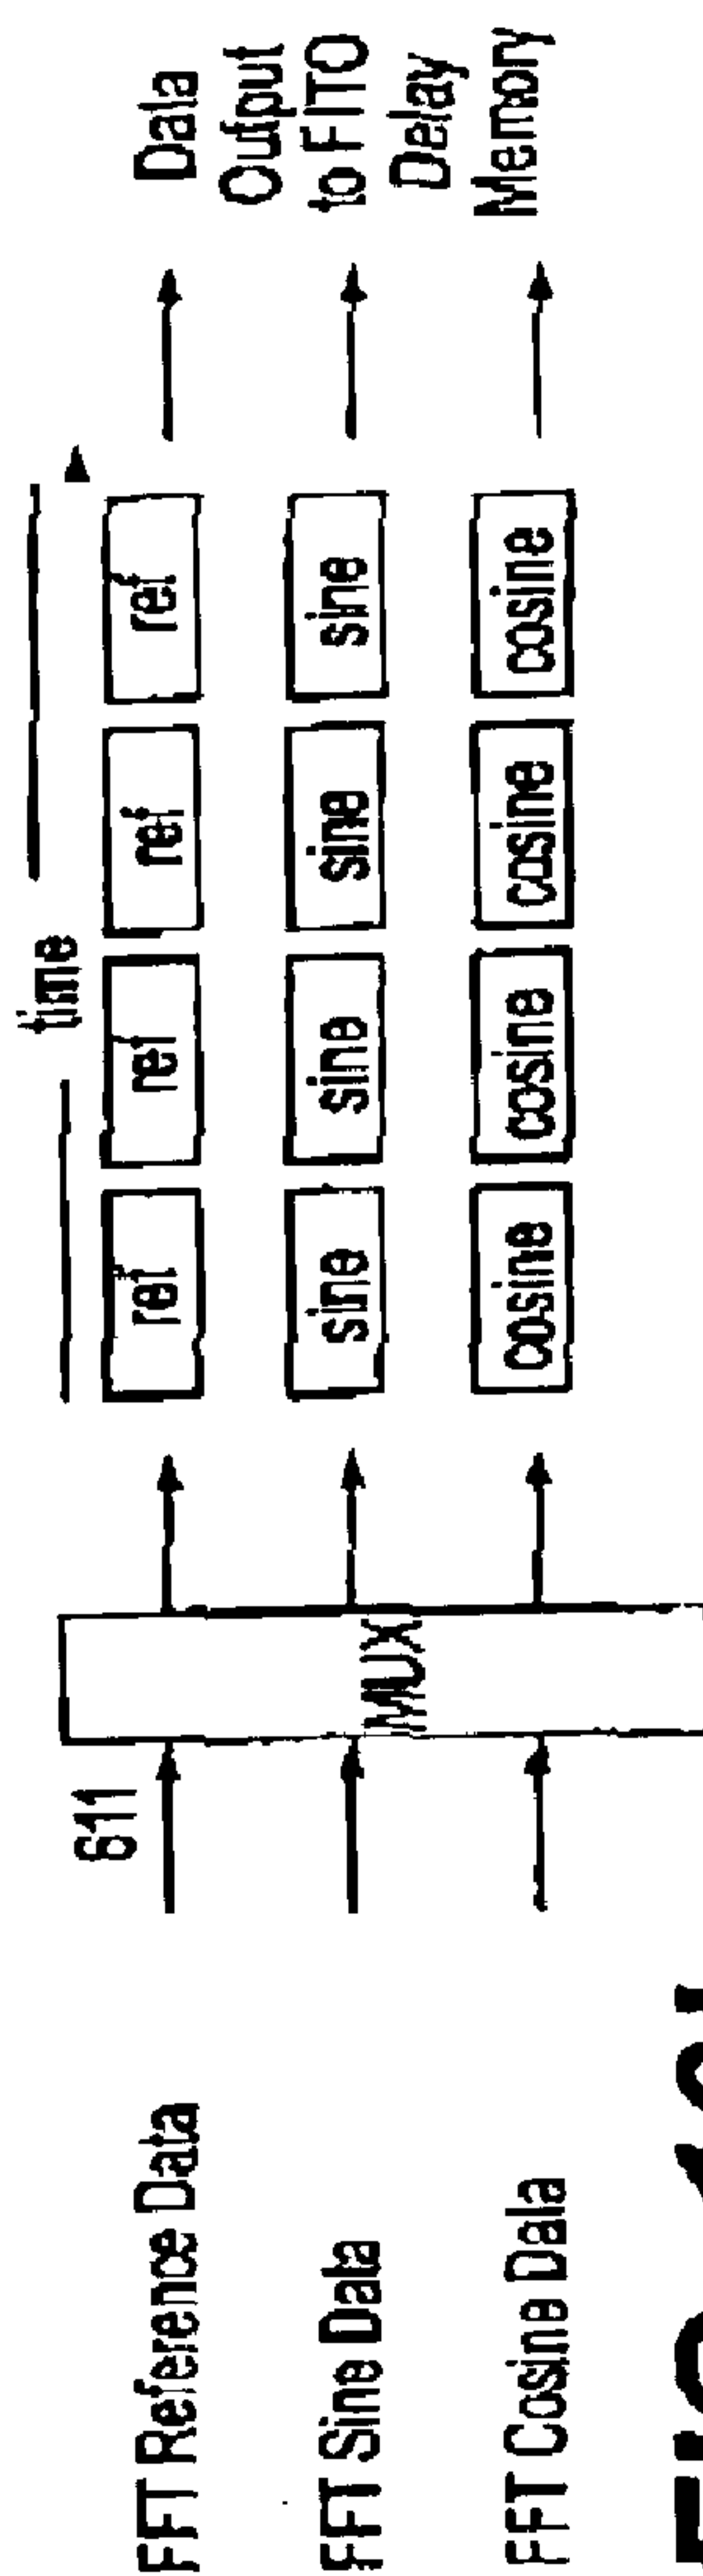 time
611
FFT Reference Data
ref ref ref ref
Data
Output
to FITO
Delay
Memory
FFT Sine Data
MUX
sine sine sine sine
FFT Cosine Data
cosine cosine cosine cosine